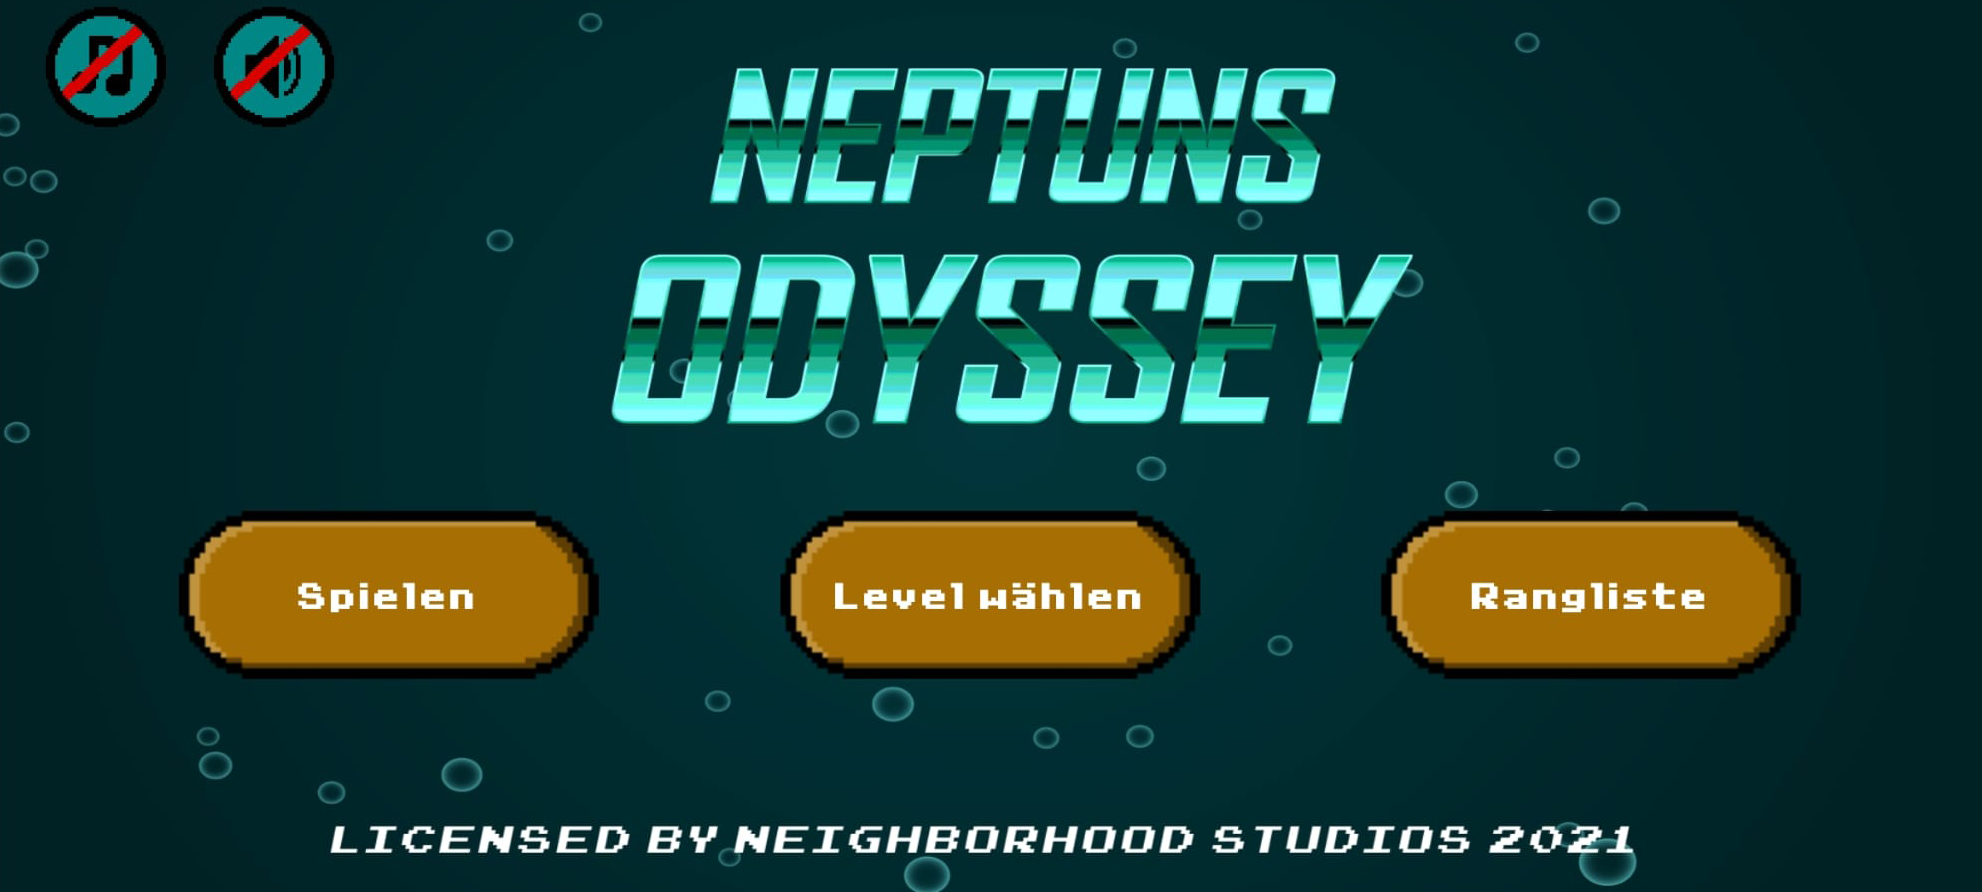 NEPTUNS
ODYSSEY
Spielen
Level wählen
Rangliste
LICENSED BY NEIGHBORHOOD STUDIOS 2021